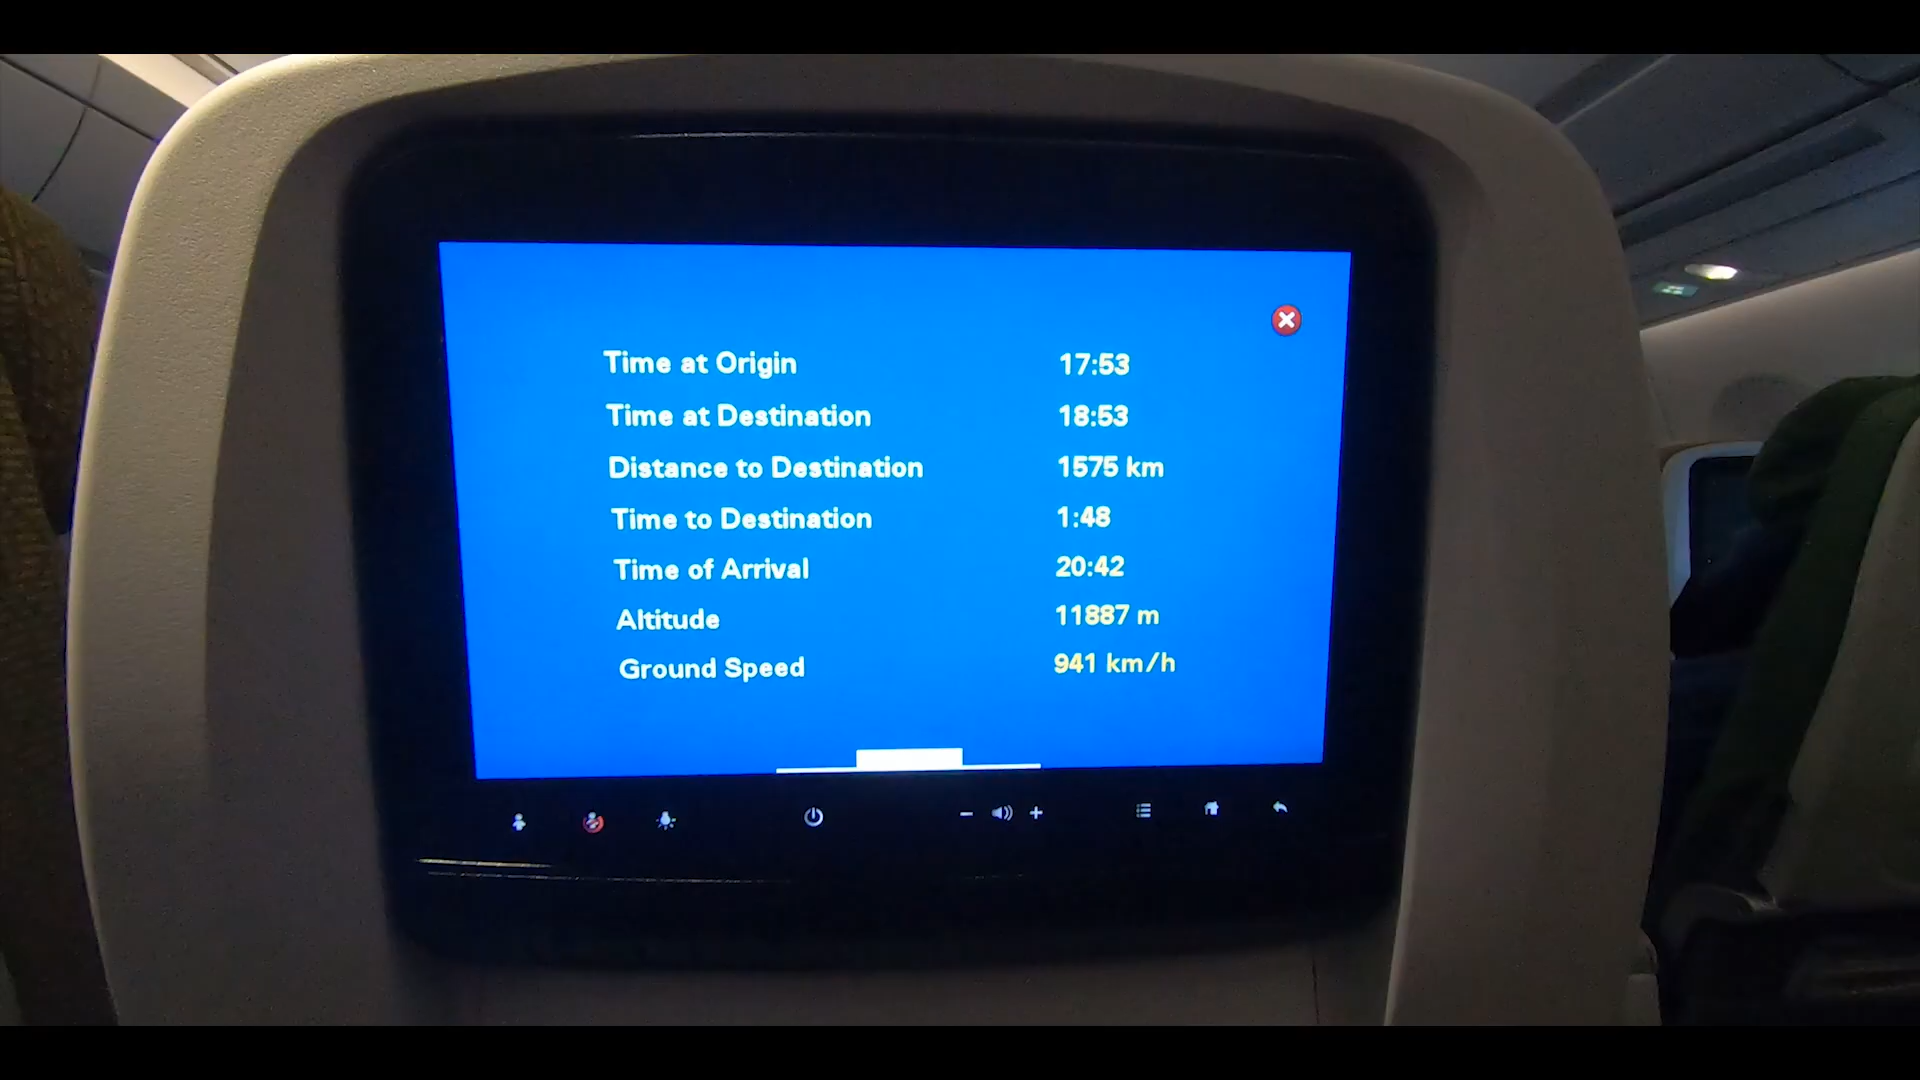 Time at Origin 17:53
Time at Destination 18:53
Distance to Destination 1575 km
Time to Destination 1:48
Time of Arrival 20:42
Altitude 11887 m
Ground Speed 941 km/h